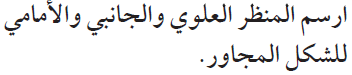 ارسم المنظر العلوي والجانبي والأمامي
للشكل المجاور.